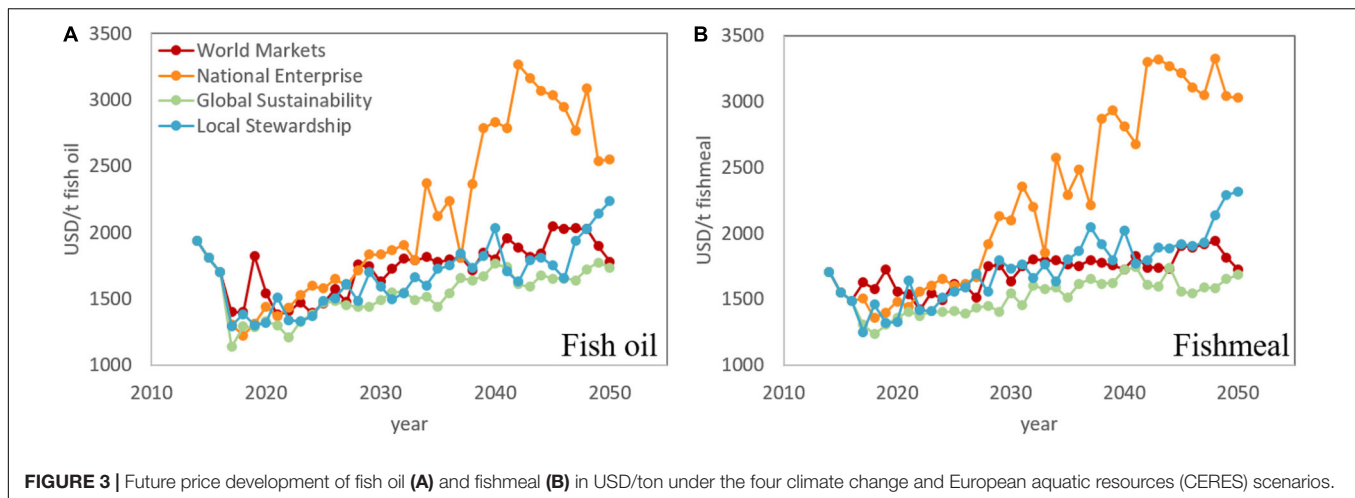 A
3500
3000
2500
2000
1500
1000
USD/t fish oil
World Markets
National Enterprise
Global Sustainability
Local Stewardship
Fish oil
2010
2020
2030
2040
2050
year
B
3500
3000
2500
2000
1500
1000
USD/t fishmeal
Fishmeal
2010
2020
2030
2040
2050
year
FIGURE 3 | Future price development of fish oil (A) and fishmeal (B) in USD/ton under the four climate change and European aquatic resources (CERES) scenarios.